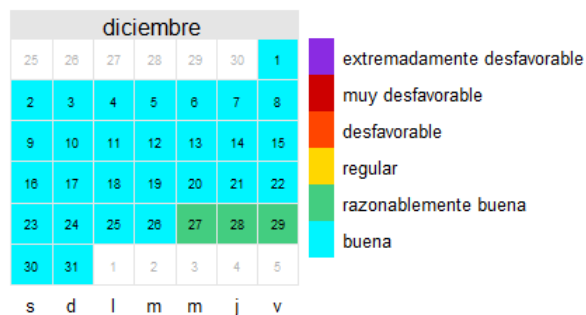 diciembre
25 26 27 28 29 30 1
2 3 4 5 6 7 8
9 10 11 12 13 14 15
16 17 18 19 20 21 22
23 24 25 26 27 28 29
30 31 1 2 3 4 5
s d l m m j v
extremadamente desfavorable
muy desfavorable
desfavorable
regular
razonablemente buena
buena